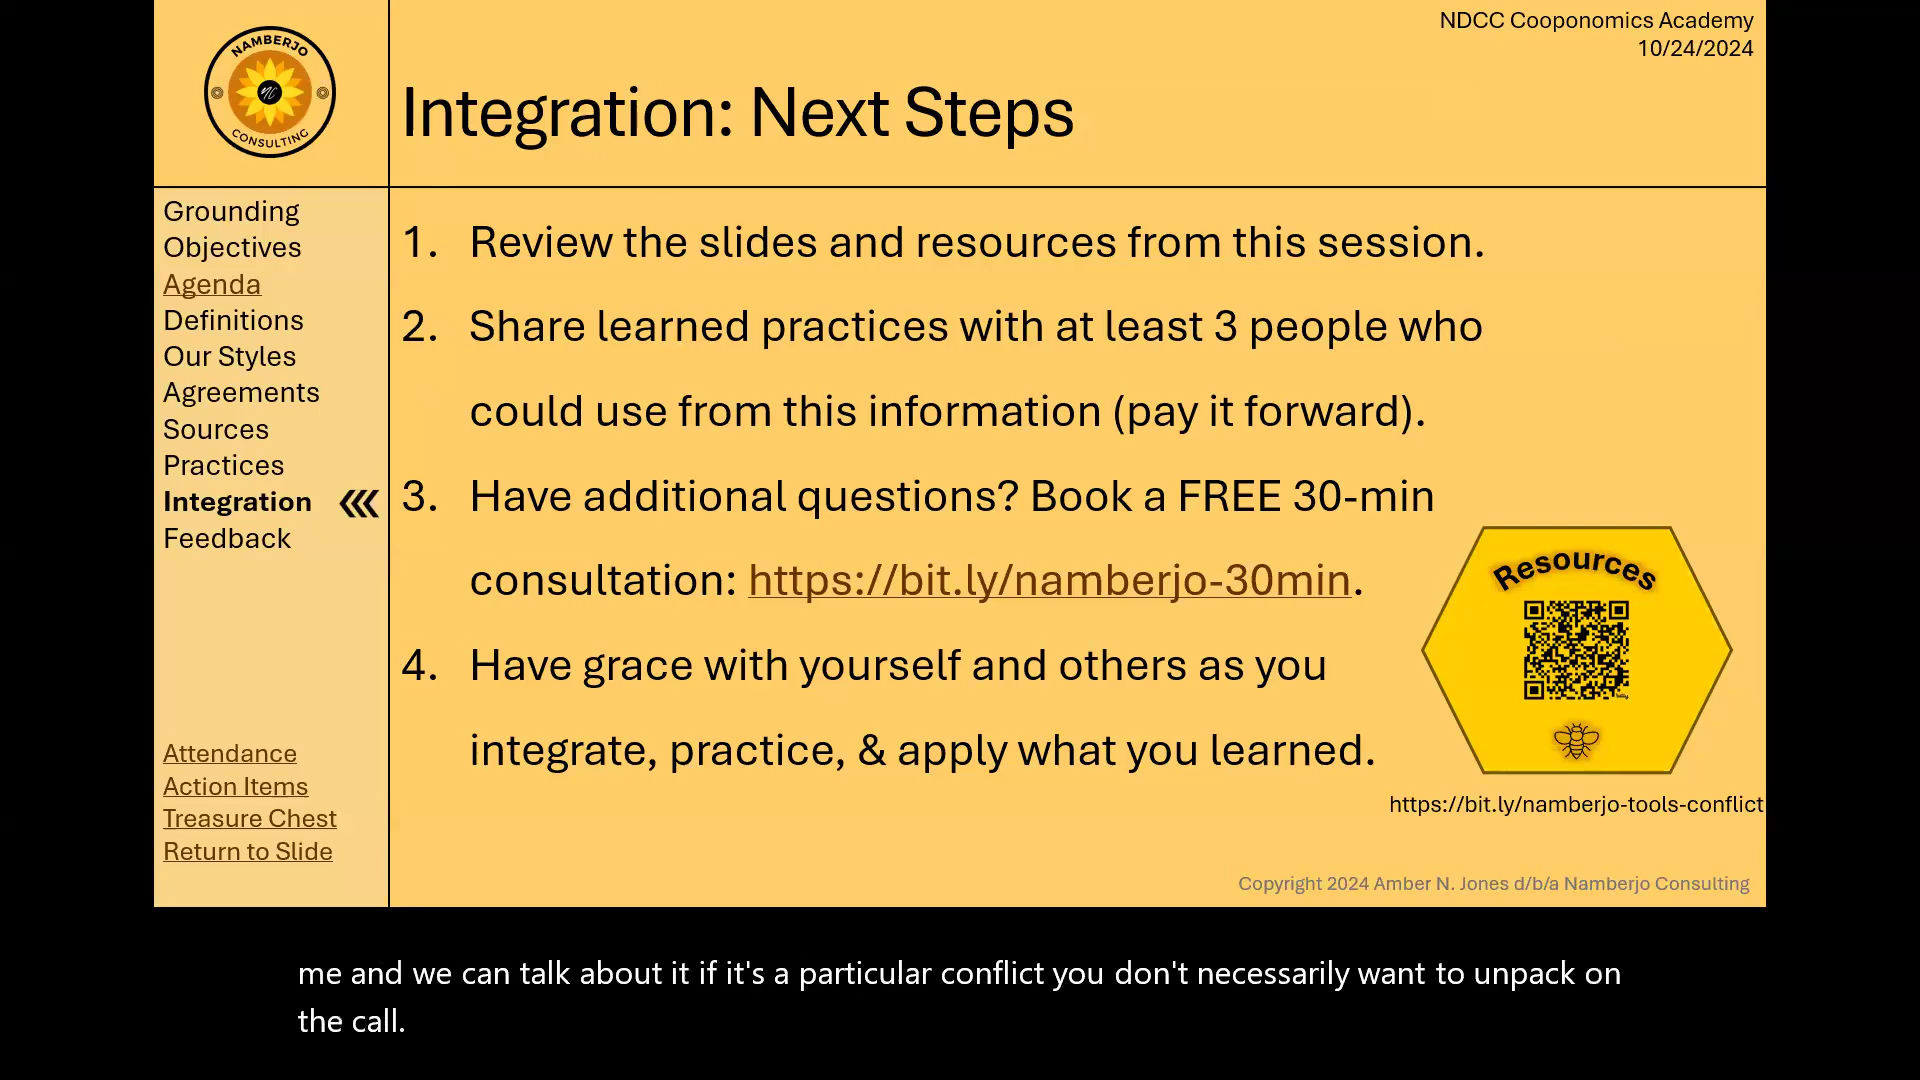 NAMBERJO
CONSULTING
NDCC Cooponomics Academy
10/24/2024
Integration: Next Steps
Grounding
Objectives
Agenda
Definitions
Our Styles
Agreements
Sources
Practices
Integration
Feedback
Attendance
Action Items
Treasure Chest
Return to Slide
1. Review the slides and resources from this session.
2. Share learned practices with at least 3 people who
could use from this information (pay it forward).
3. Have additional questions? Book a FREE 30-min
consultation: https://bit.ly/namberjo-30min.
4. Have grace with yourself and others as you
integrate, practice, & apply what you learned.
Resources
https://bit.ly/namberjo-tools-conflict
Copyright 2024 Amber N. Jones d/b/a Namberjo Consulting
me and we can talk about it if it's a particular conflict you don't necessarily want to unpack on
the call.